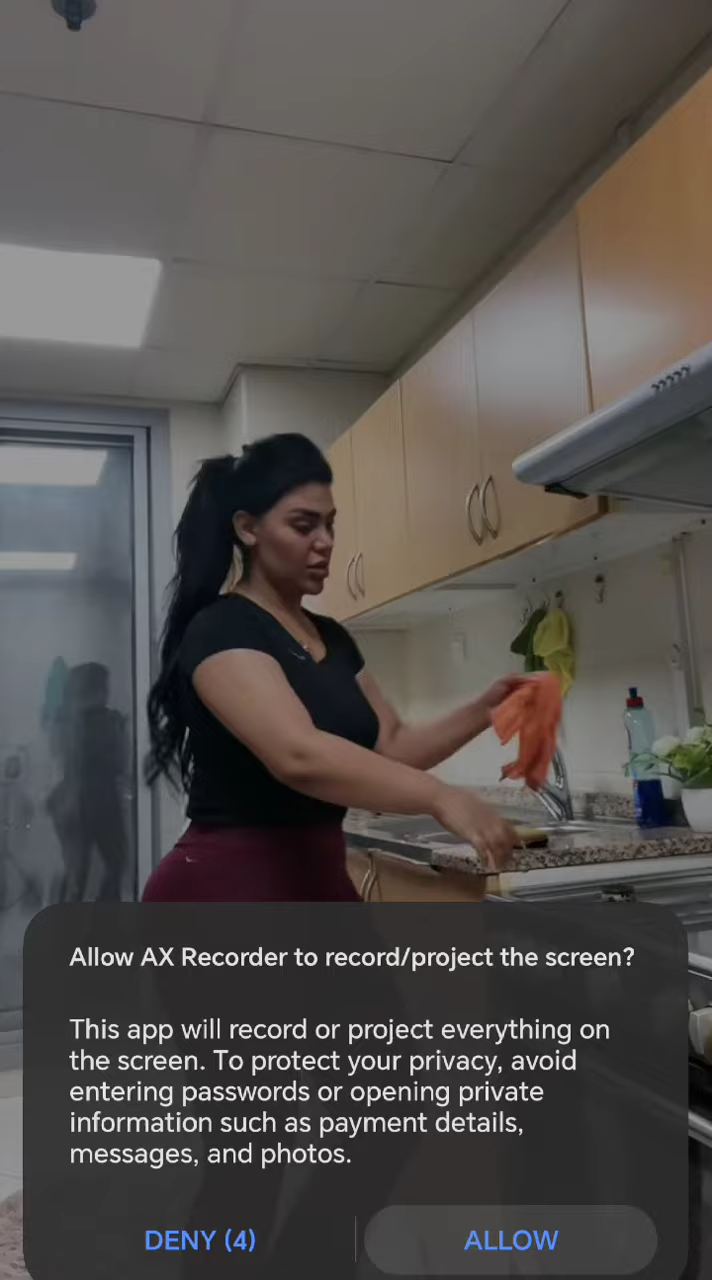 Allow AX Recorder to record/project the screen?
This app will record or project everything on
the screen. To protect your privacy, avoid
entering passwords or opening private
information such as payment details,
messages, and photos.
DENY (4)
ALLOW